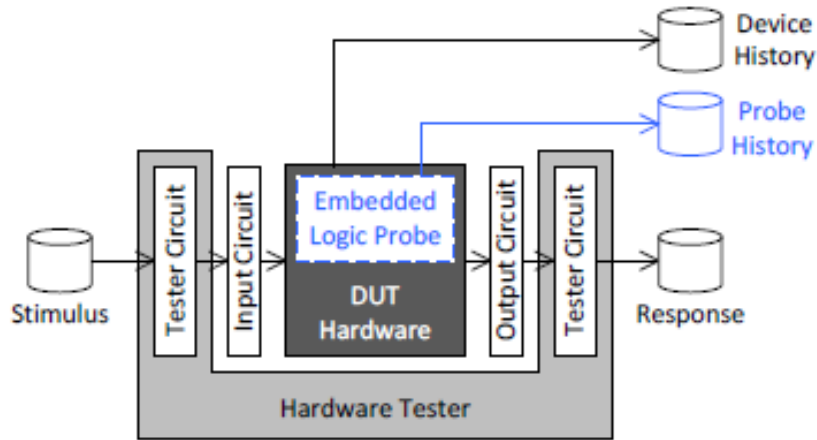 Device
History
Probe
History
Embedded
Logic Probe
DUT
Hardware
Tester Circuit
Input Circuit
Output Circuit
Tester Circuit
Stimulus
Response
Hardware Tester